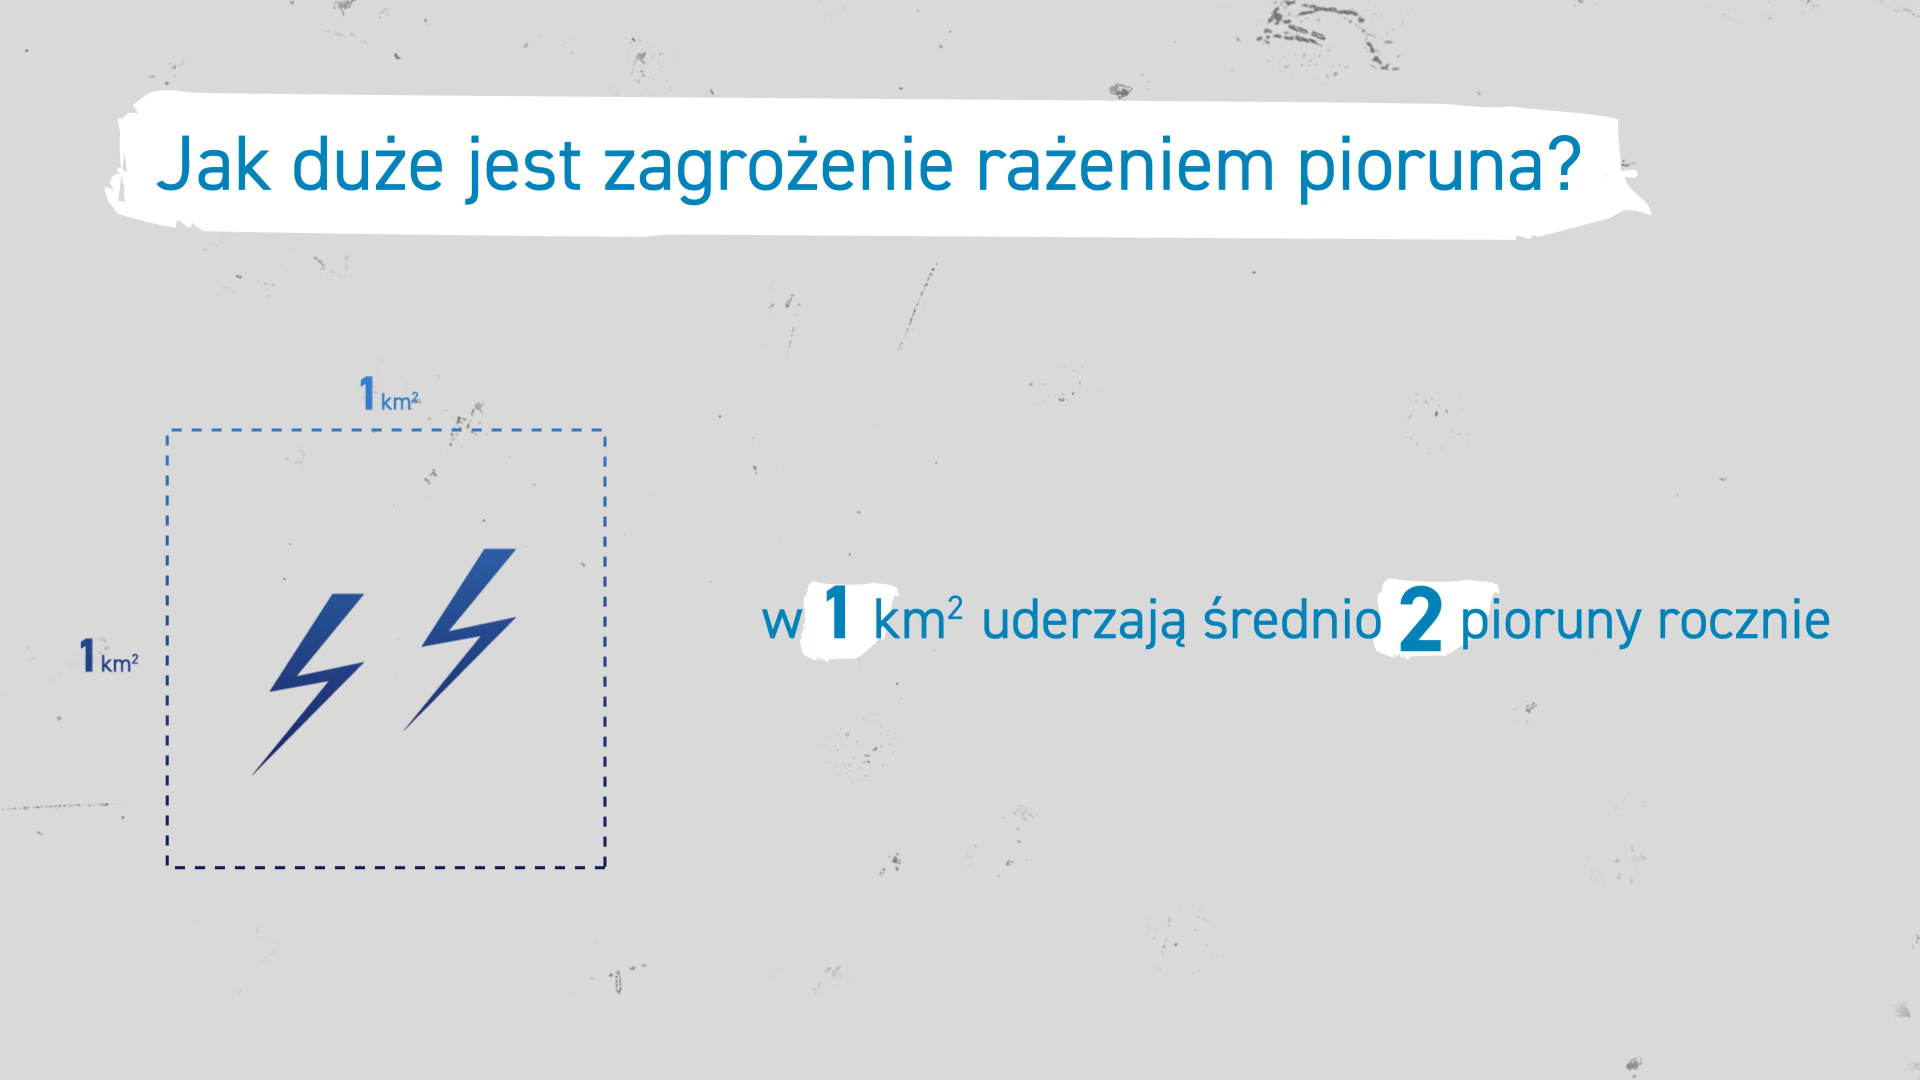 Jak duże jest zagrożenie rażeniem pioruna?
1 km²
1 km²
w 1 km² uderzają średnio 2 pioruny rocznie